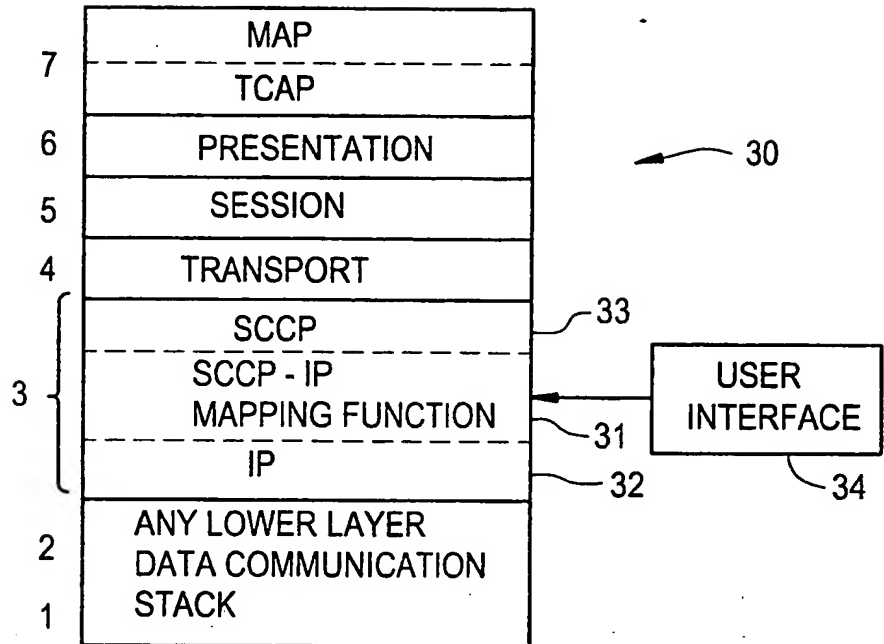 MAP
7
TCAP
6 PRESENTATION
30
5 SESSION
4 TRANSPORT
SCCP 33
3
SCCP - IP
MAPPING FUNCTION 31
USER
INTERFACE
IP 32
34
2
ANY LOWER LAYER
DATA COMMUNICATION
STACK
1